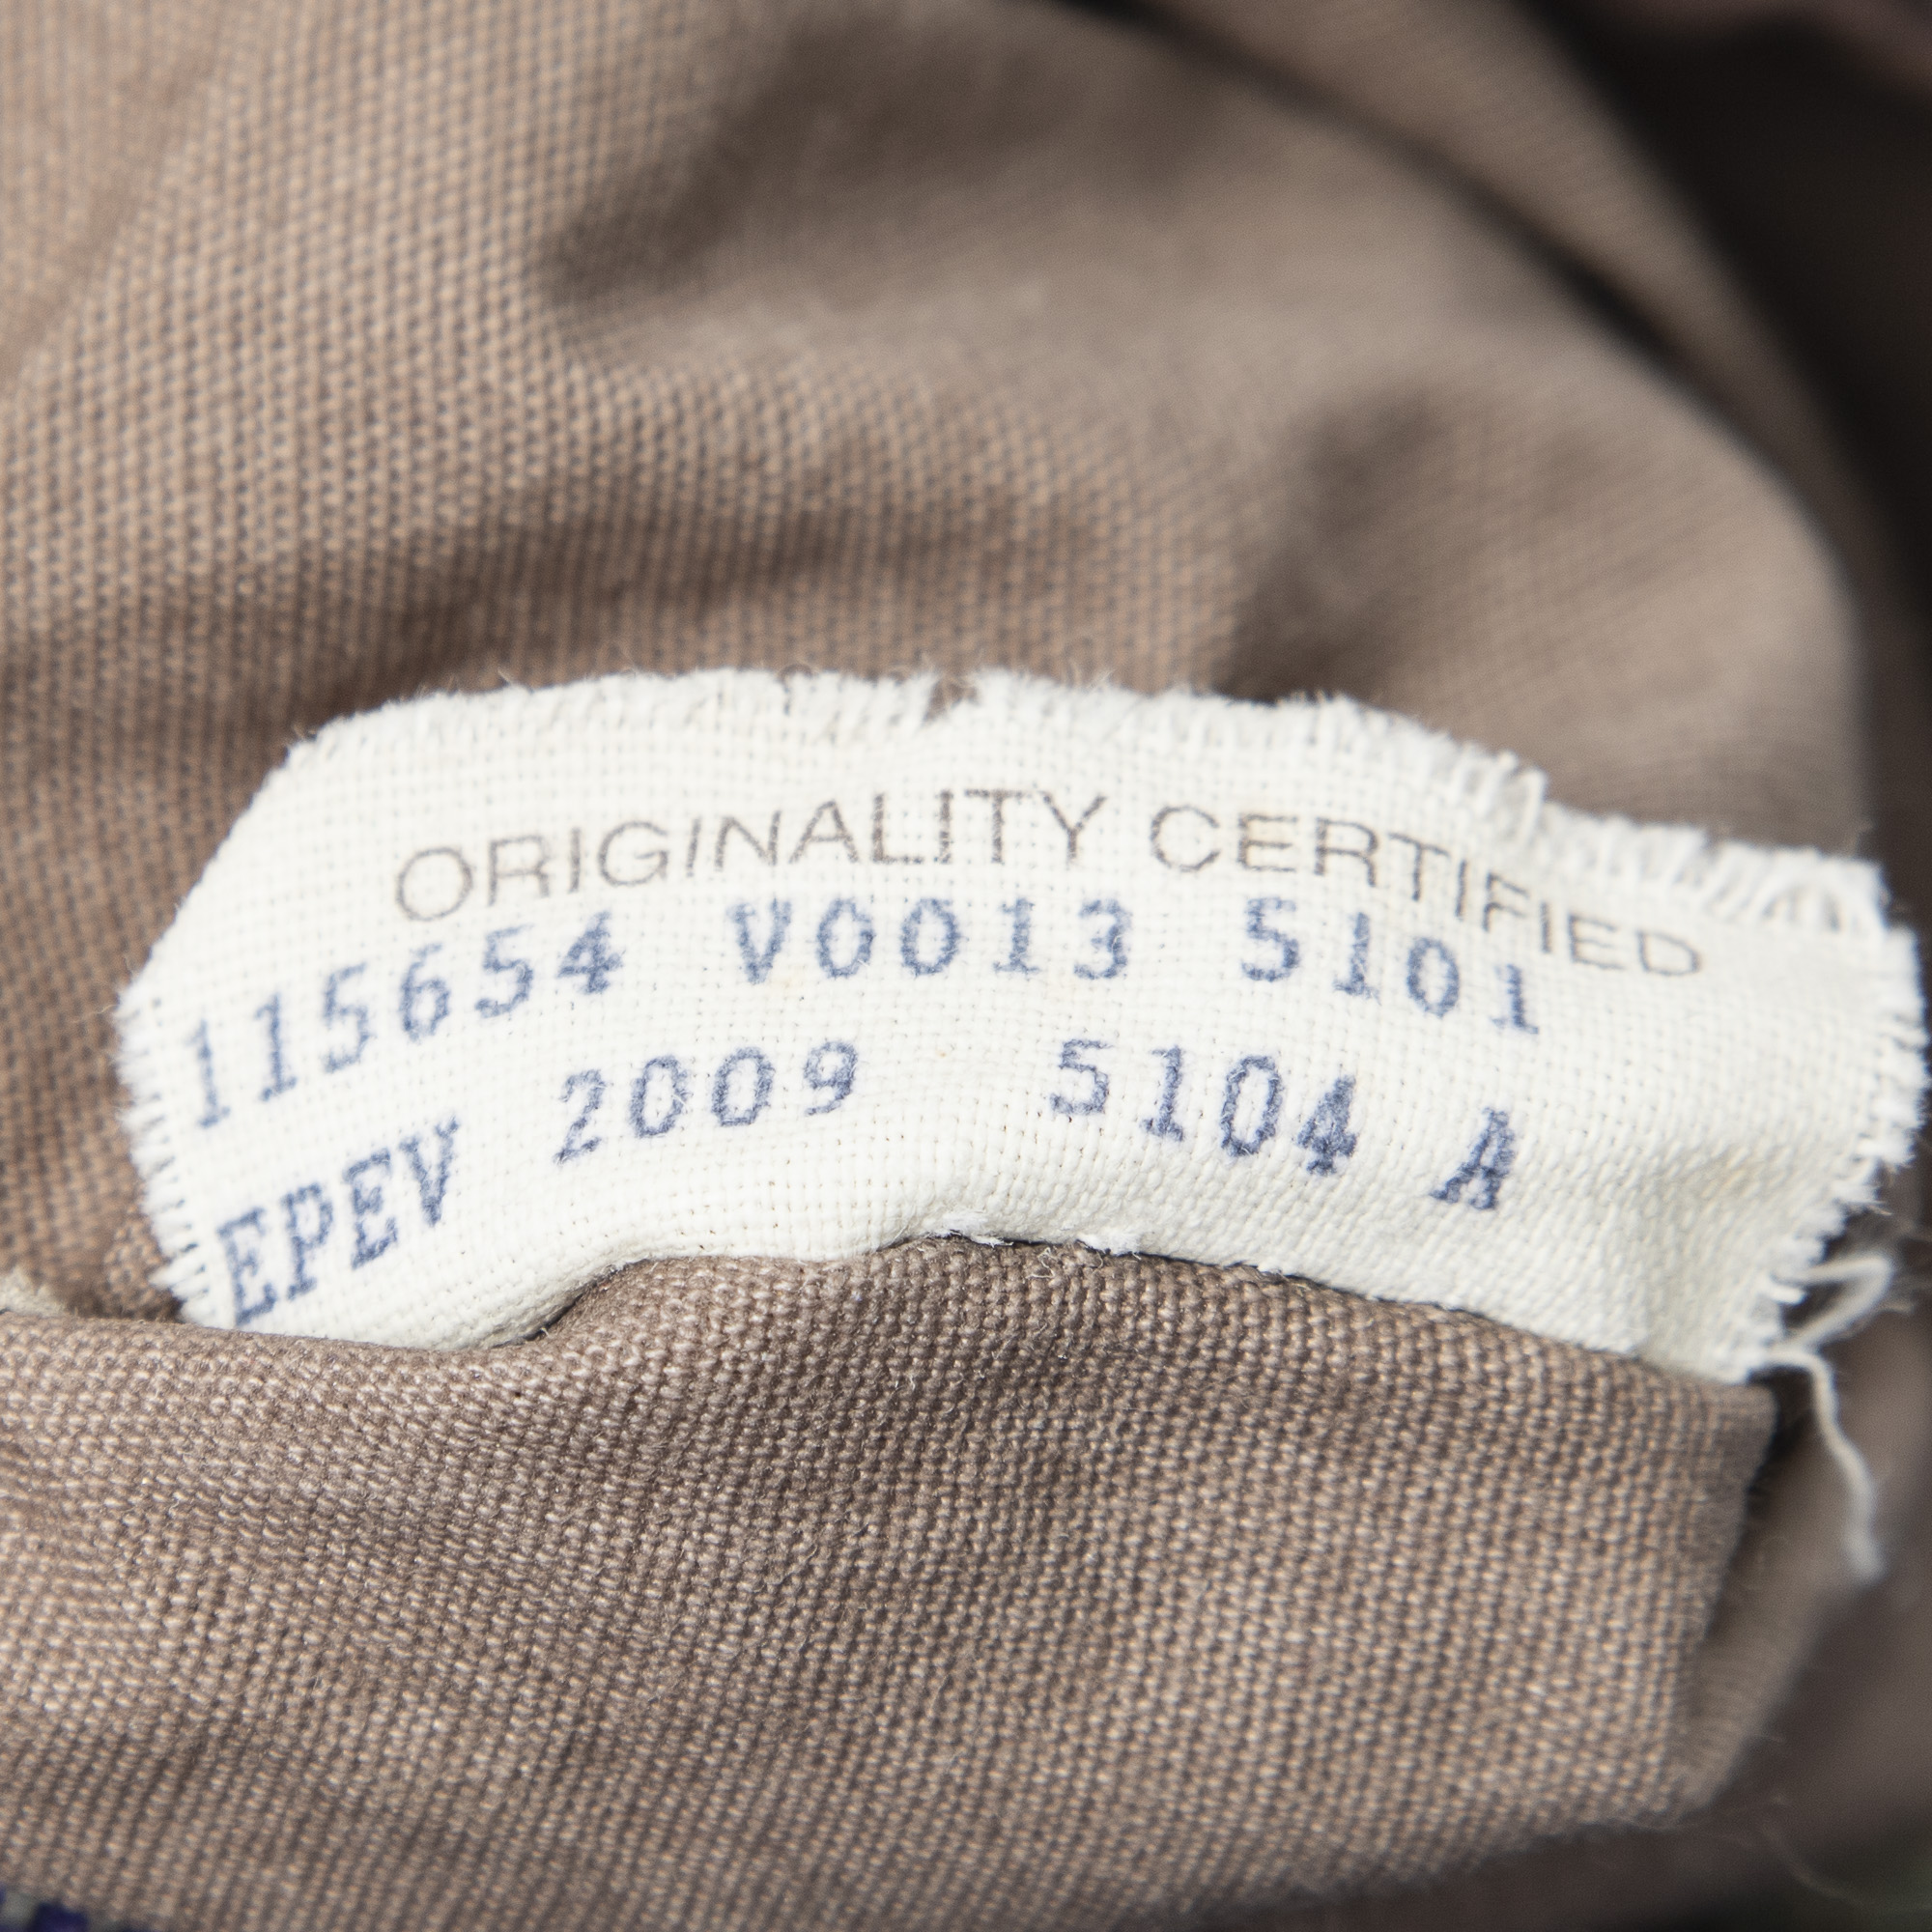 ORIGINALITY CERTIFIED
115654 V0013 5101
EPEV 2009 5104 A